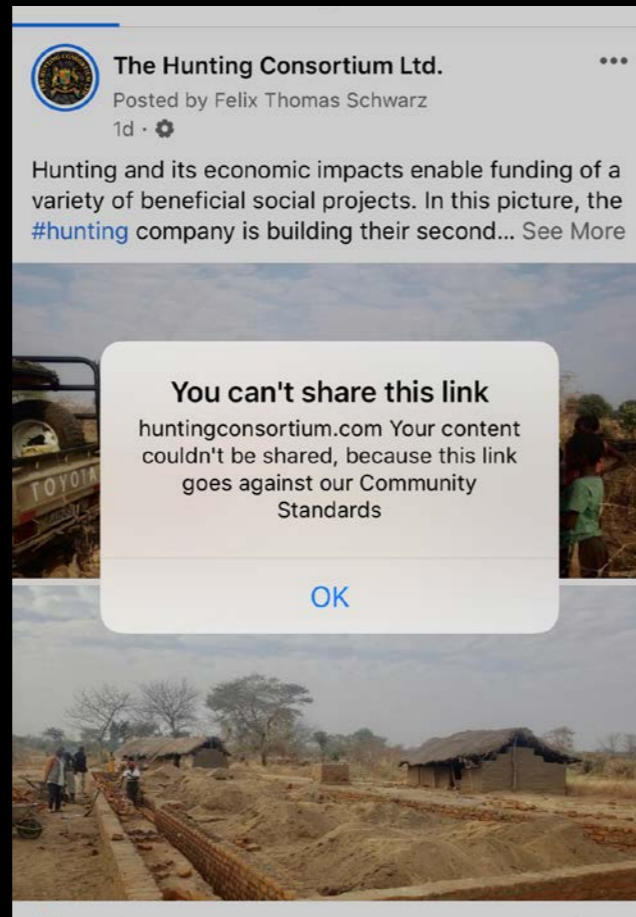 The Hunting Consortium Ltd.
Posted by Felix Thomas Schwarz
1d ·
Hunting and its economic impacts enable funding of a
variety of beneficial social projects. In this picture, the
#hunting company is building their second... See More
TOYOTA
You can't share this link
huntingconsortium.com Your content
couldn't be shared, because this link
goes against our Community
Standards
OK